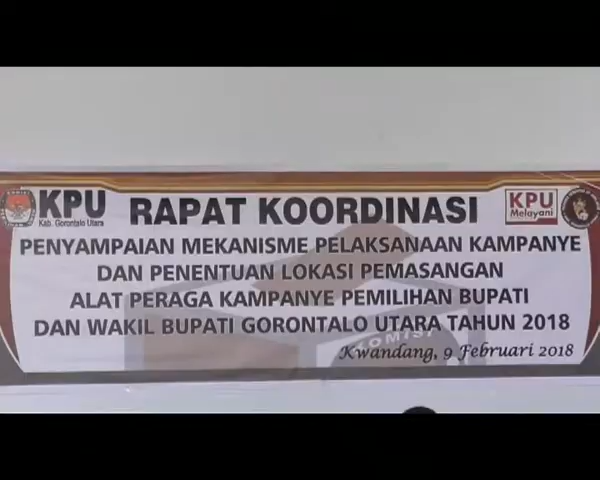 KPU
Kab. Gorontalo Utara
RAPAT KOORDINASI
KPU
Melayani
PENYAMPAIAN MEKANISME PELAKSANAAN KAMPANYE
DAN PENENTUAN LOKASI PEMASANGAN
ALAT PERAGA KAMPANYE PEMILIHAN BUPATI
DAN WAKIL BUPATI GORONTALO UTARA TAHUN 2018
KOMISI
Kwandang, 9 Februari 2018